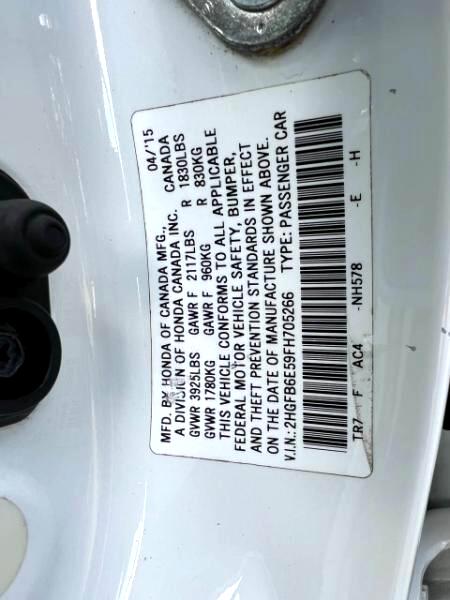 MFD. BY HONDA OF CANADA MFG., 04/'15
A DIVISION OF HONDA CANADA INC. CANADA
GVWR 3925LBS GAWR F 2117LBS R 1830LBS
GVWR 1780KG GAWR F 960KG R 830KG
THIS VEHICLE CONFORMS TO ALL APPLICABLE
FEDERAL MOTOR VEHICLE SAFETY, BUMPER,
AND THEFT PREVENTION STANDARDS IN EFFECT
ON THE DATE OF MANUFACTURE SHOWN ABOVE.
V.I.N.: 2HGFB6E59FH705266 TYPE: PASSENGER CAR
TR7 F AC4 -NH578 -E -H